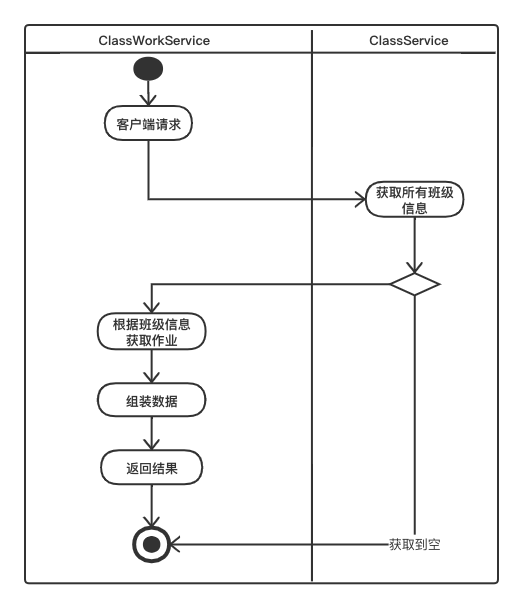 ClassWorkService
ClassService
客户端请求
获取所有班级
信息
根据班级信息
获取作业
组装数据
返回结果
获取到空